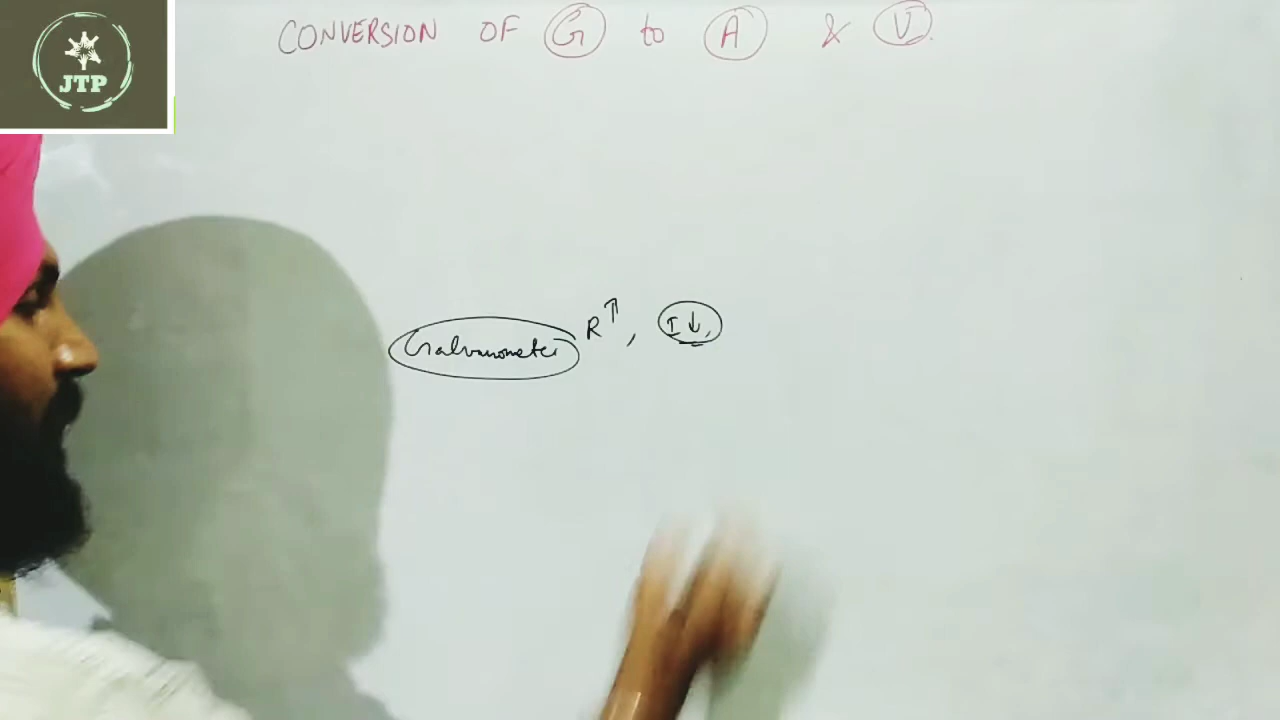 JTP
CONVERSION OF G to A & V.
Galvanometer R↑, I↓,